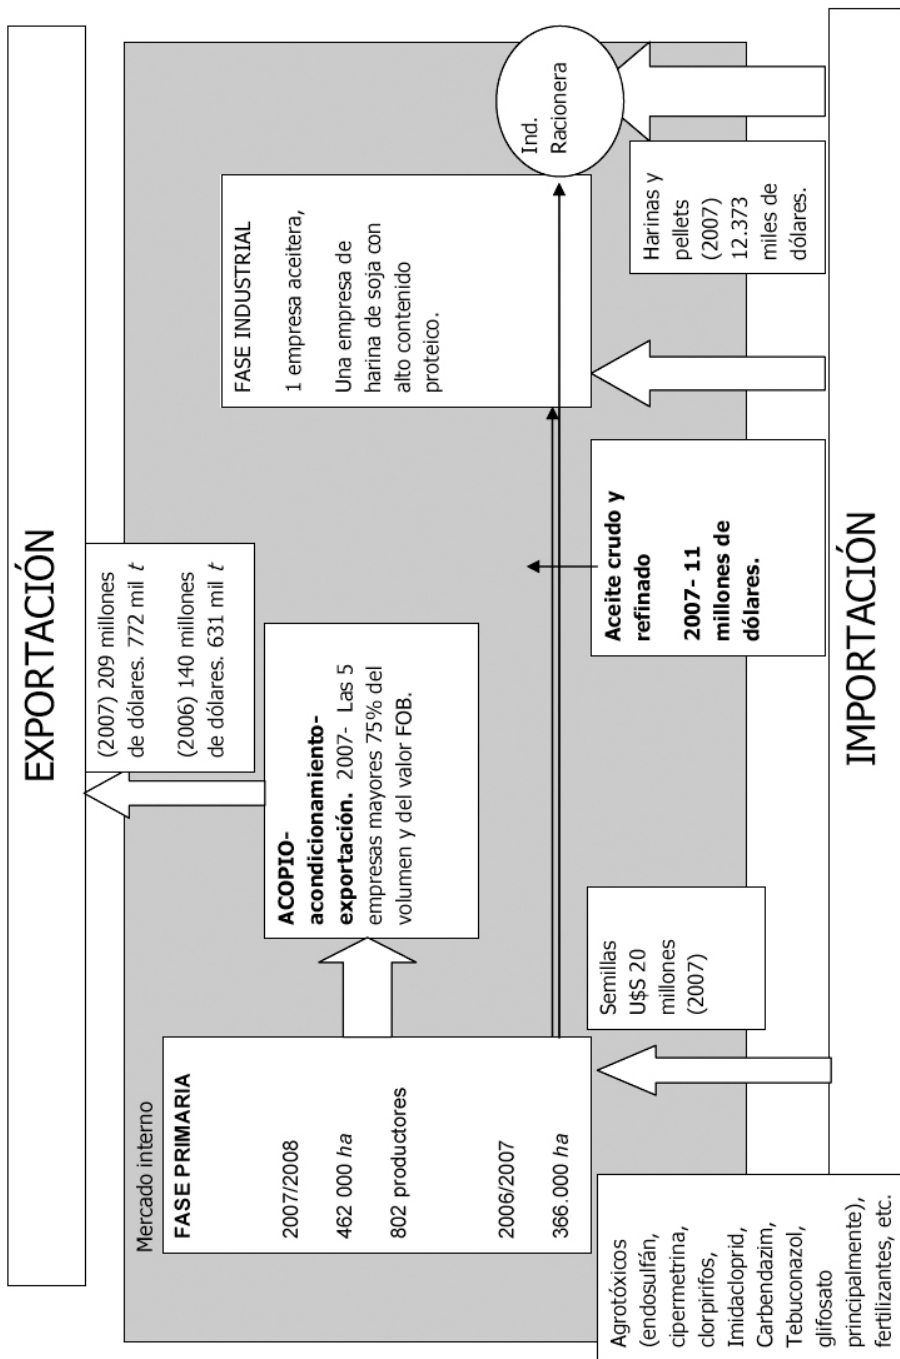 EXPORTACIÓN
(2007) 209 millones
de dólares. 772 mil t
(2006) 140 millones
de dólares. 631 mil t
Mercado interno
FASE PRIMARIA
2007/2008
462 000 ha
802 productores
2006/2007
366.000 ha
ACOPIO-
acondicionamiento-
exportación. 2007- Las 5
empresas mayores 75% del
volumen y del valor FOB.
FASE INDUSTRIAL
1 empresa aceitera,
Una empresa de
harina de soja con
alto contenido
proteico.
Ind.
Racionera
Agrotóxicos
(endosulfán,
cipermetrina,
clorpirifos,
Imidacloprid,
Carbendazim,
Tebuconazol,
glifosato
principalmente),
fertilizantes, etc.
Semillas
U$S 20
millones
(2007)
Aceite crudo y
refinado
2007- 11
millones de
dólares.
Harinas y
pellets
(2007)
12.373
miles de
dólares.
IMPORTACIÓN